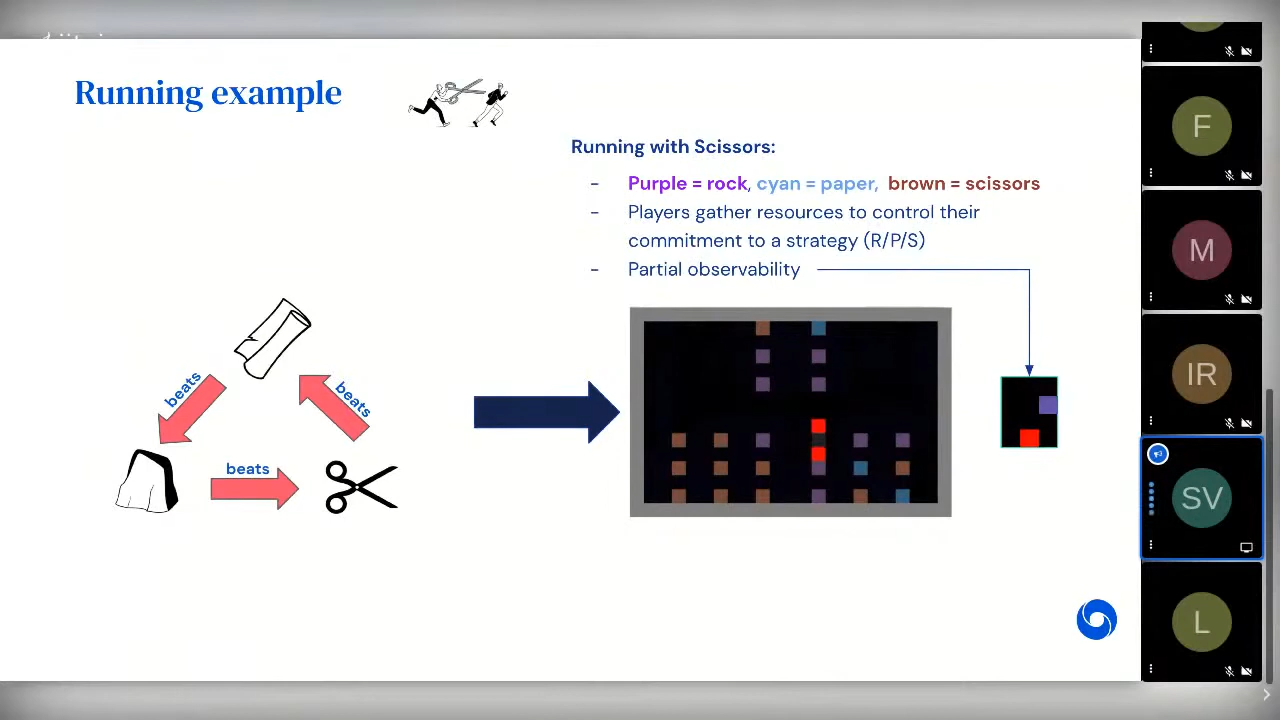 Running example
Running with Scissors:
- Purple = rock, cyan = paper, brown = scissors
- Players gather resources to control their
commitment to a strategy (R/P/S)
- Partial observability
beats
beats
beats
F
M
IR
SV
L